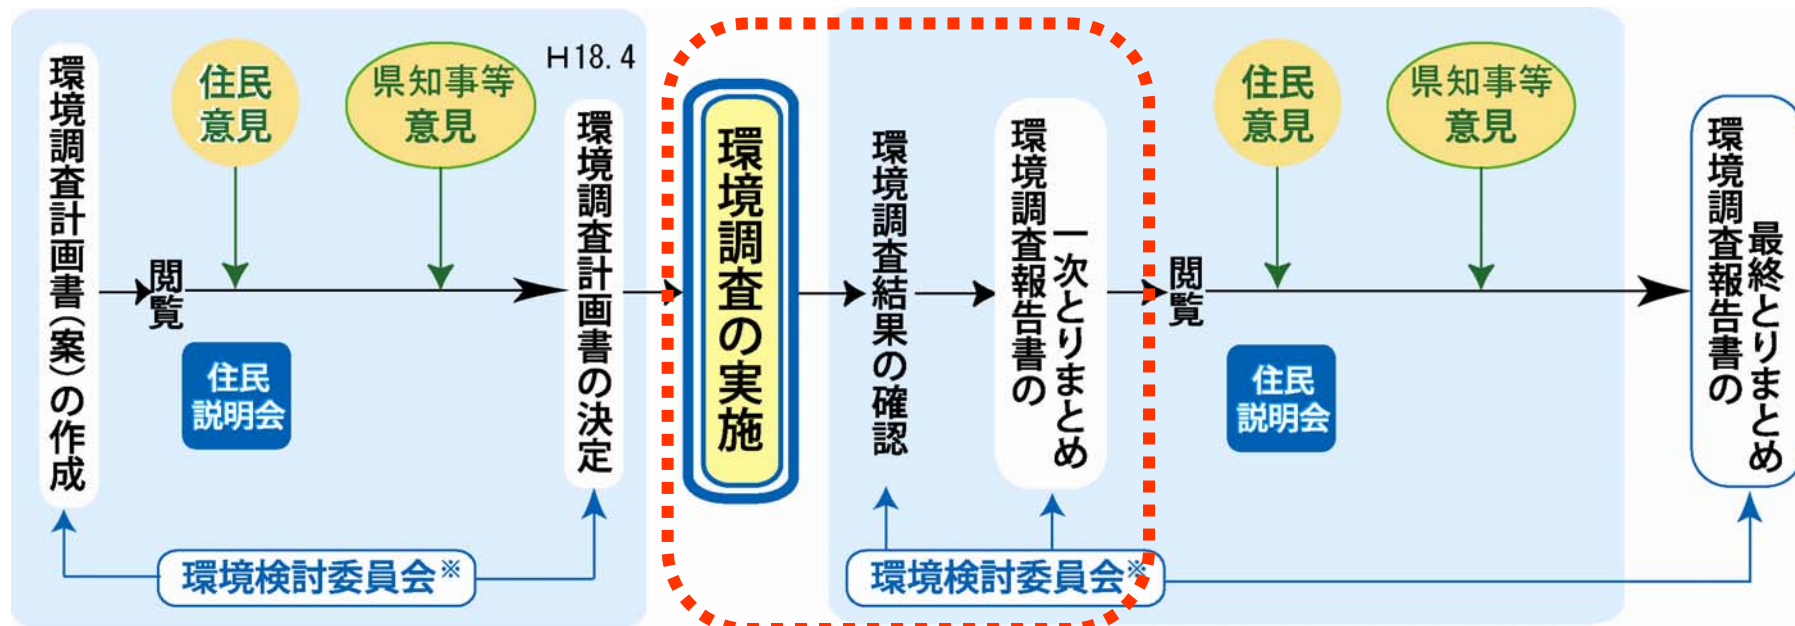 環境調査計画書(案)の作成
閲覧
住民
意見
県知事等
意見
住民
説明会
H18.4
環境調査計画書の決定
環境検討委員会※
環境調査の実施
環境調査結果の確認
環境調査報告書の
一次とりまとめ
環境検討委員会※
閲覧
住民
意見
県知事等
意見
住民
説明会
環境調査報告書の
最終とりまとめ